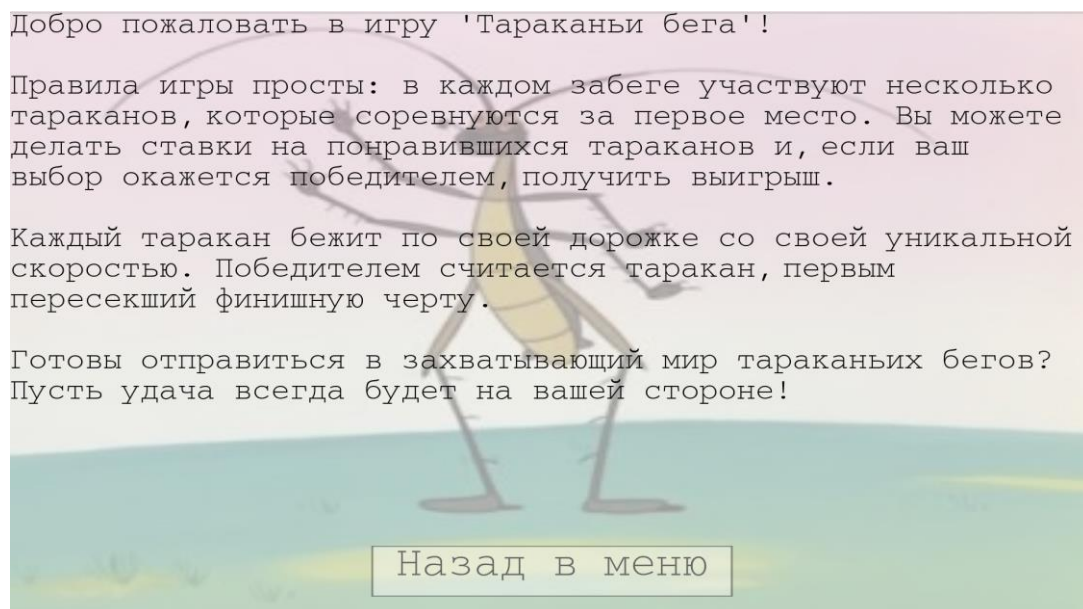 Добро пожаловать в игру 'Тараканьи бега'!
Правила игры просты: в каждом забеге участвуют несколько
тараканов, которые соревнуются за первое место. Вы можете
делать ставки на понравившихся тараканов и, если ваш
выбор окажется победителем, получить выигрыш.
Каждый таракан бежит по своей дорожке со своей уникальной
скоростью. Победителем считается таракан, первым
пересекший финишную черту.
Готовы отправиться в захватывающий мир тараканьих бегов?
Пусть удача всегда будет на вашей стороне!
Назад в меню